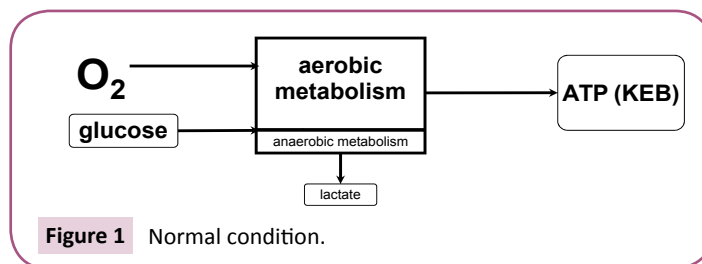 O2
aerobic
metabolism
ATP (KEB)
glucose
anaerobic metabolism
lactate
Figure 1 Normal condition.